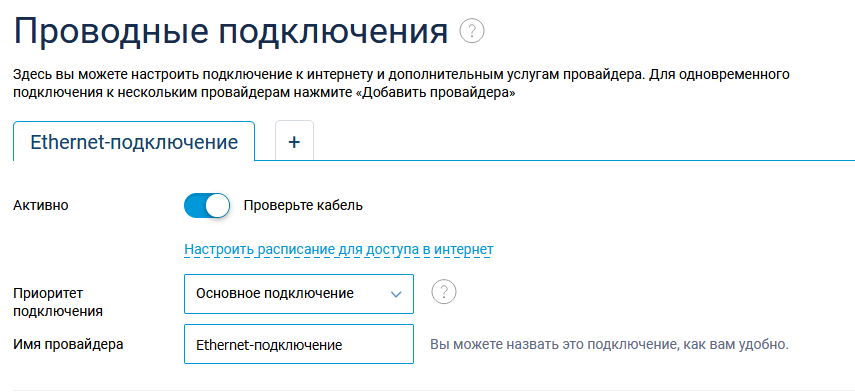 Проводные подключения ?
Здесь вы можете настроить подключение к интернету и дополнительным услугам провайдера. Для одновременного
подключения к нескольким провайдерам нажмите «Добавить провайдера»
Ethernet-подключение +
Активно Проверьте кабель
Настроить расписание для доступа в интернет
Приоритет
подключения Основное подключение ?
Имя провайдера Ethernet-подключение Вы можете назвать это подключение, как вам удобно.